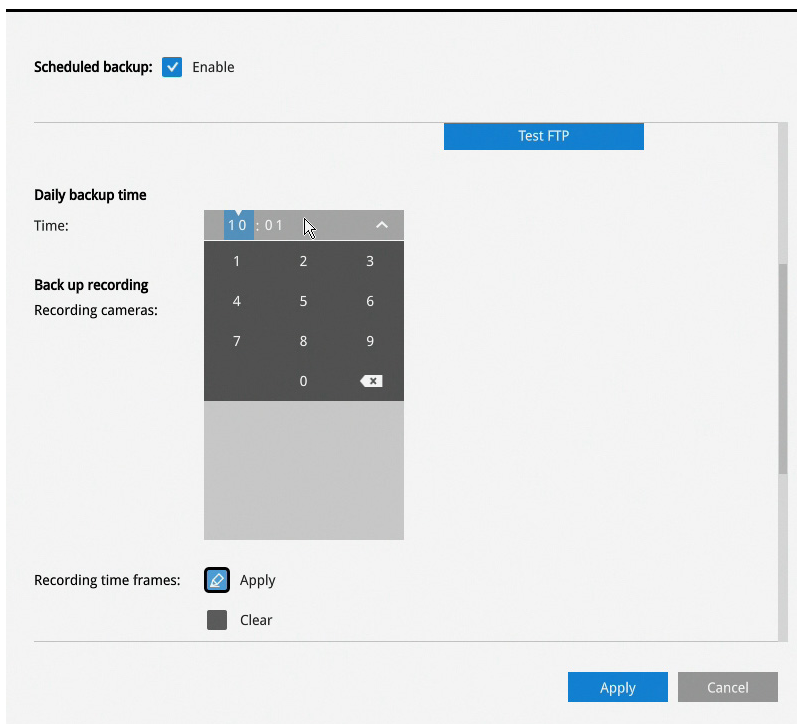 Scheduled backup: Enable
Test FTP
Daily backup time
Time: 10 : 01
1 2 3
Back up recording
4 5 6
Recording cameras:
7 8 9
0
Recording time frames: Apply
Clear
Apply Cancel